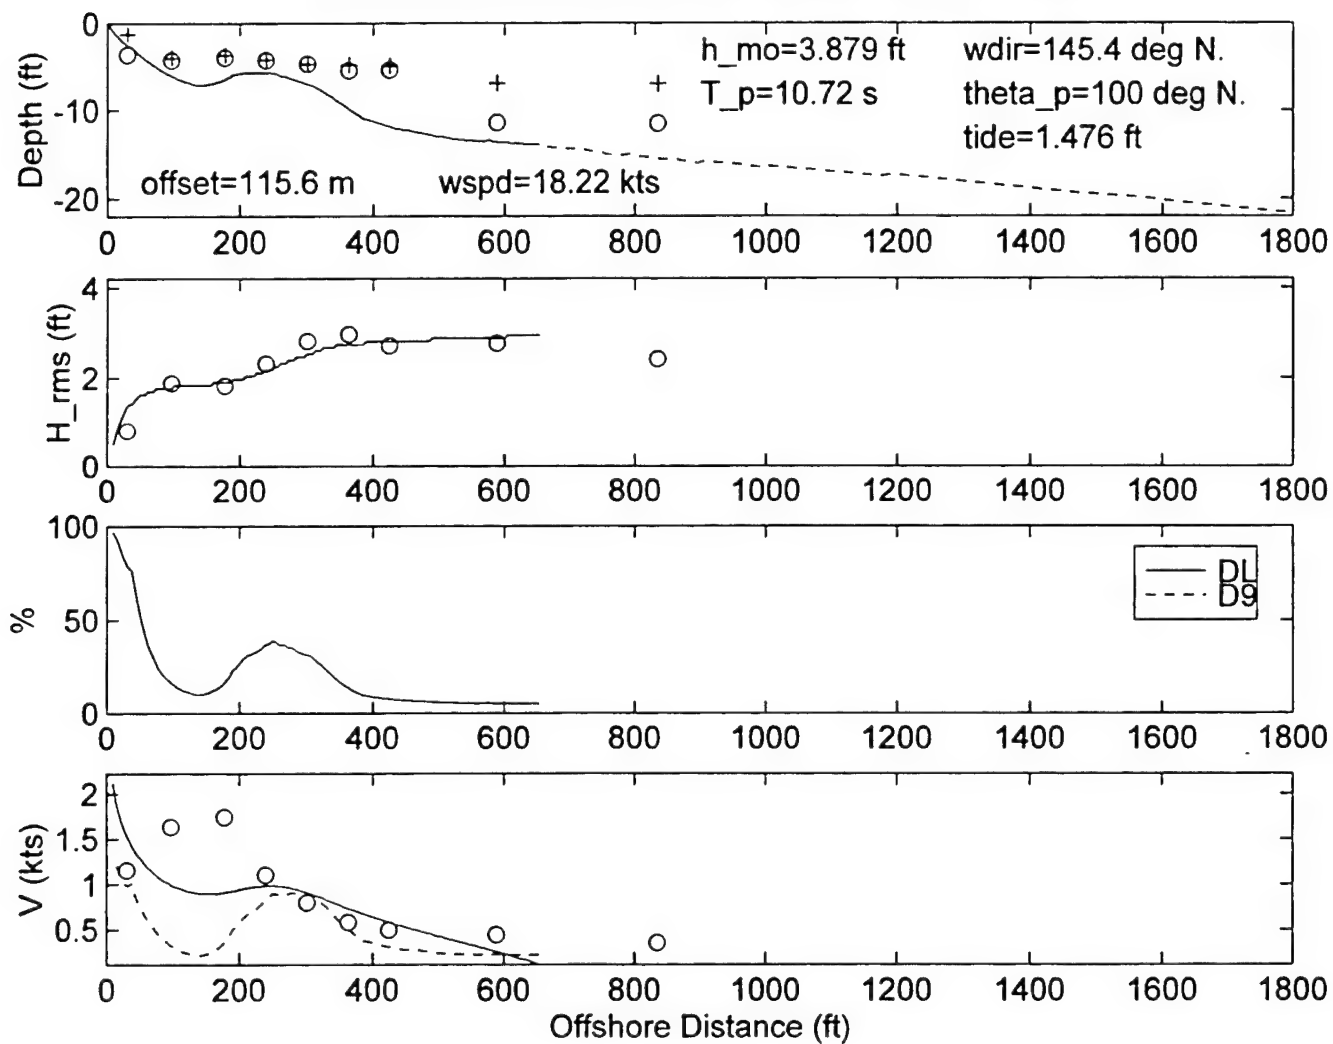 h_mo=3.879 ft
wdir=145.4 deg N.
T_p=10.72 s
theta_p=100 deg N.
tide=1.476 ft
offset=115.6 m
wspd=18.22 kts
Depth (ft)
0
-10
-20
0 200 400 600 800 1000 1200 1400 1600 1800
H_rms (ft)
4
2
0
0 200 400 600 800 1000 1200 1400 1600 1800
%
100
50
0
DL
D9
0 200 400 600 800 1000 1200 1400 1600 1800
V (kts)
2
1.5
1
0.5
0 200 400 600 800 1000 1200 1400 1600 1800
Offshore Distance (ft)